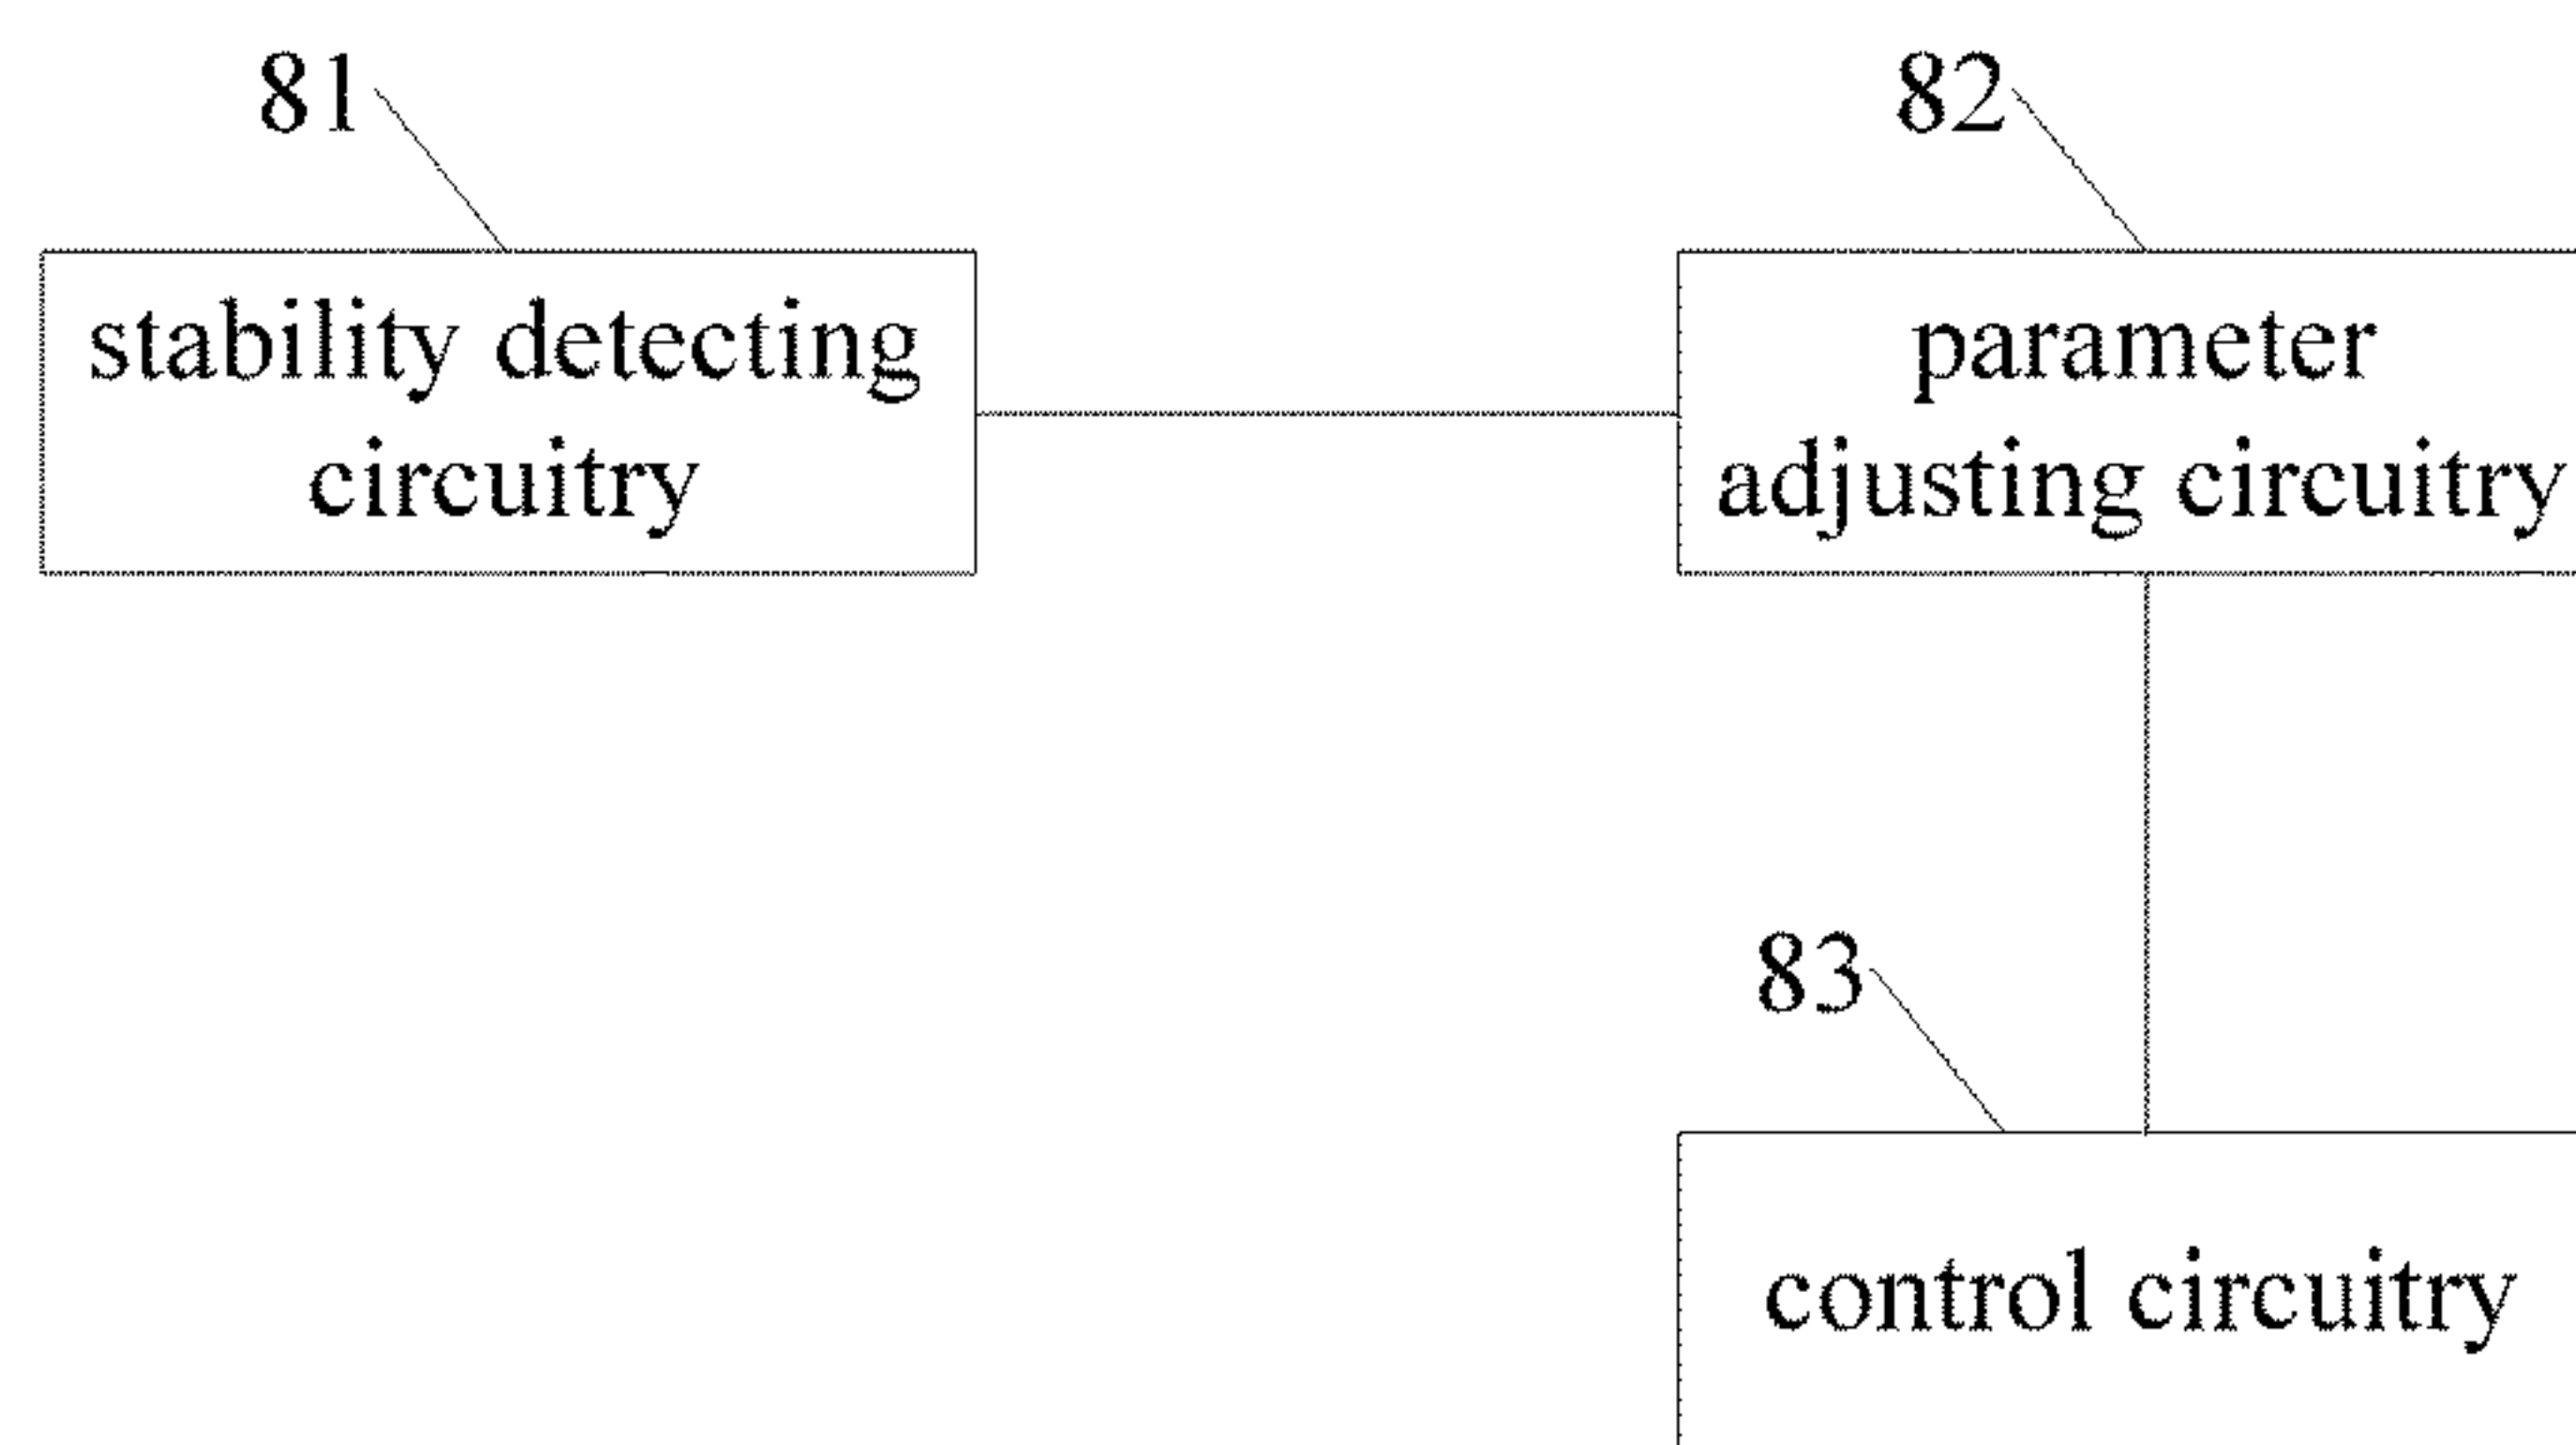 81
82
stability detecting
circuitry
parameter
adjusting circuitry
83
control circuitry